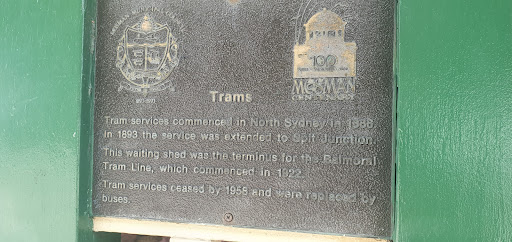 100
MOSMAN
Trams
Tram services commenced in North Sydney in 1886.
In 1893 the service was extended to Spit Junction.
This waiting shed was the terminus for the Balmoral
Tram Line, which commenced in 1922.
Tram services ceased by 1958 and were replaced by
buses.